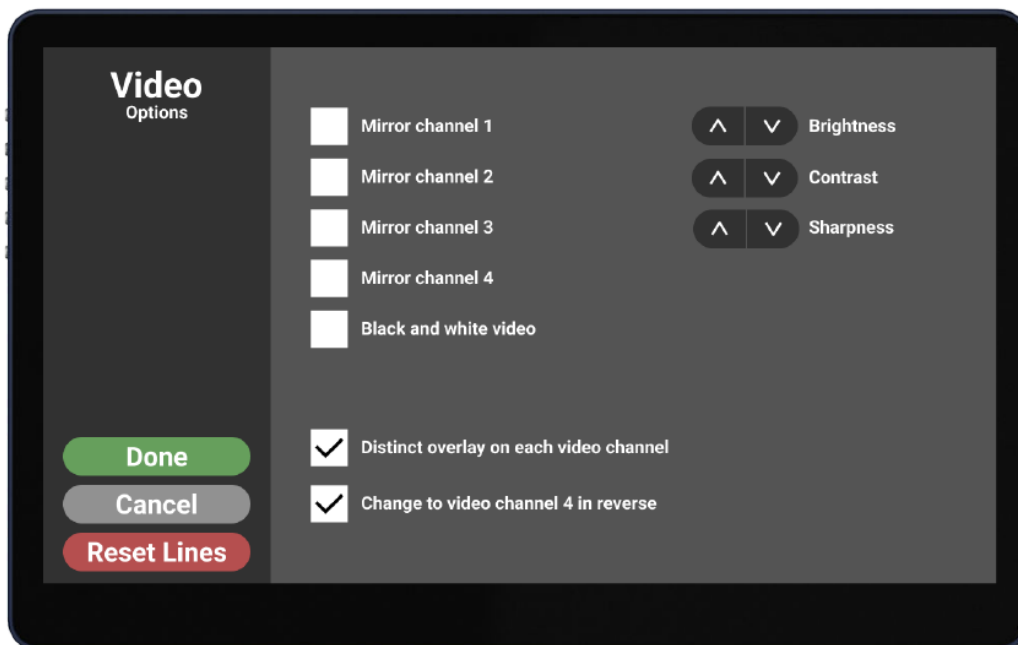 Video
Options
Mirror channel 1
Mirror channel 2
Mirror channel 3
Mirror channel 4
Black and white video
Brightness
Contrast
Sharpness
Distinct overlay on each video channel
Change to video channel 4 in reverse
Done
Cancel
Reset Lines